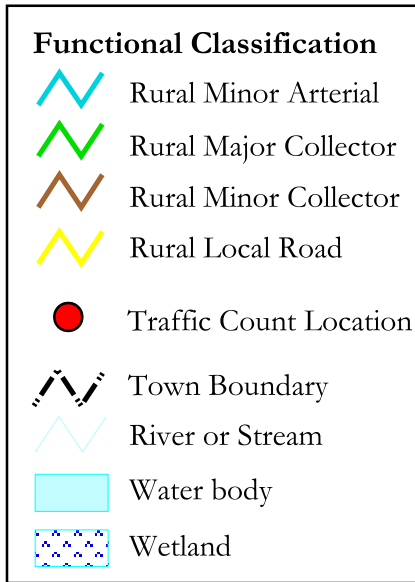 Functional Classification
Rural Minor Arterial
Rural Major Collector
Rural Minor Collector
Rural Local Road
Traffic Count Location
Town Boundary
River or Stream
Water body
Wetland